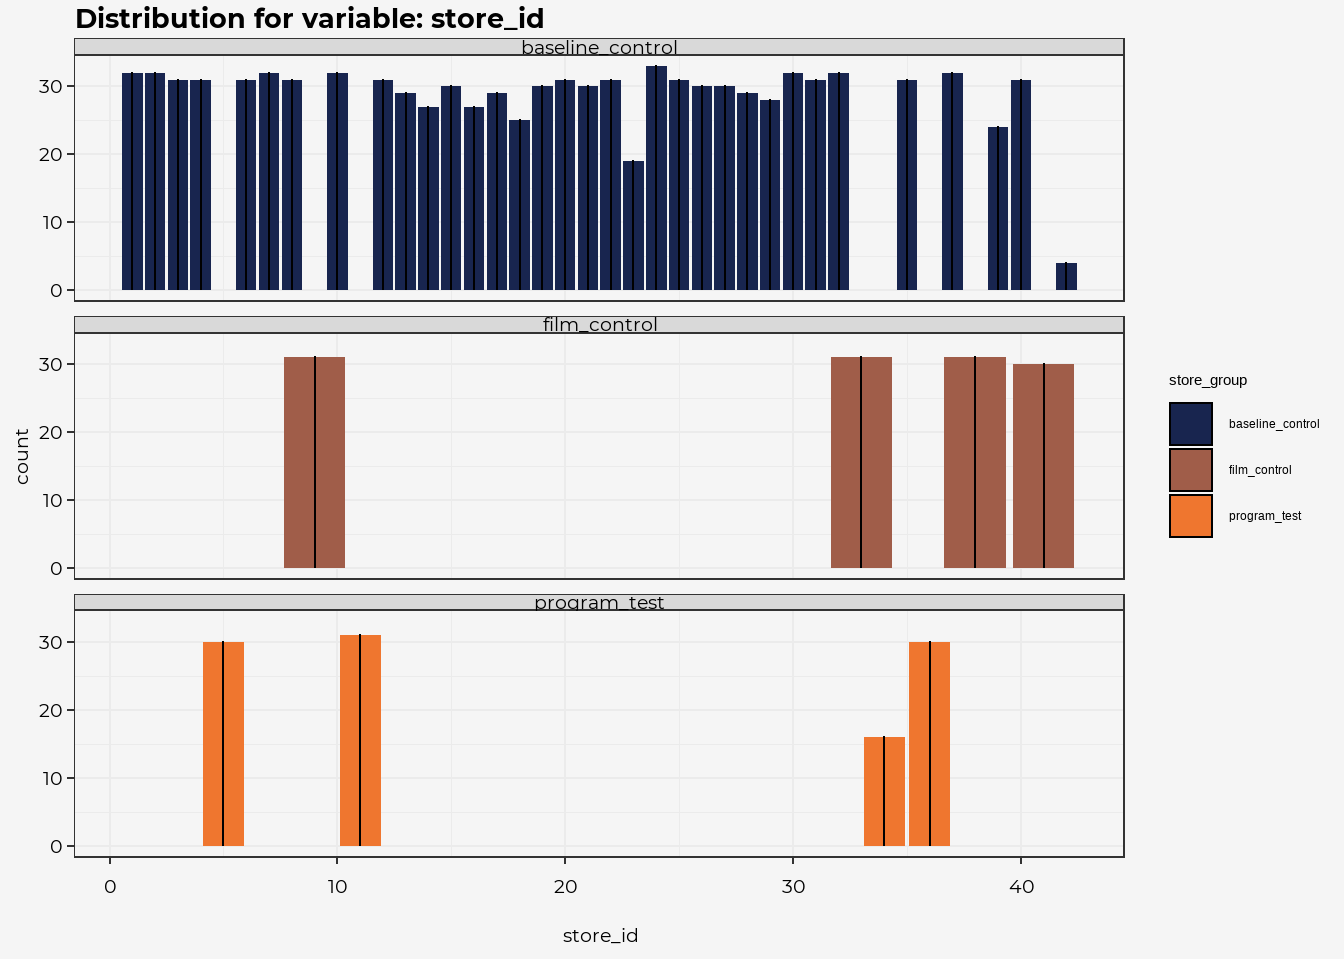 Distribution for variable: store_id
baseline_control
30
20
10
0
film_control
30
20
10
0
program_test
30
20
10
0
0 10 20 30 40
store_id
count
store_group
baseline_control
film_control
program_test